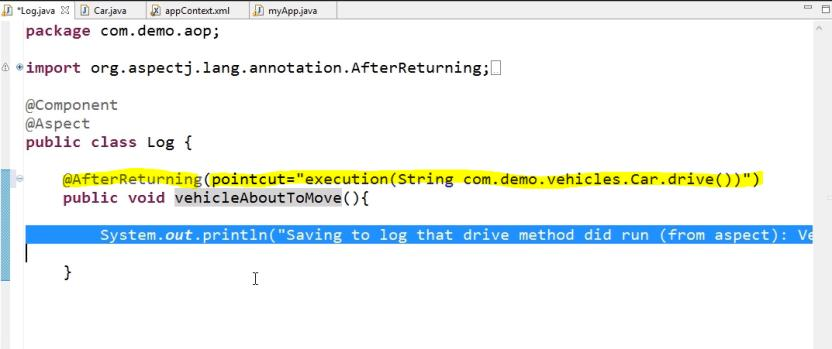 *Log.java Car.java appContext.xml myApp.java
package com.demo.aop;
import org.aspectj.lang.annotation.AfterReturning;
@Component
@Aspect
public class Log {
@AfterReturning(pointcut="execution(String com.demo.vehicles.Car.drive())")
public void vehicleAboutToMove(){
System.out.println("Saving to log that drive method did run (from aspect): Ve
}